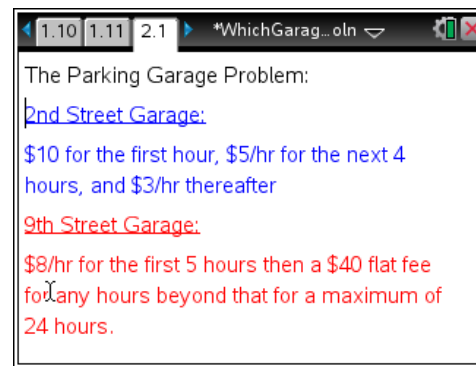 1.10 1.11 2.1 *WhichGarag...oln
The Parking Garage Problem:
2nd Street Garage:
$10 for the first hour, $5/hr for the next 4
hours, and $3/hr thereafter
9th Street Garage:
$8/hr for the first 5 hours then a $40 flat fee
for any hours beyond that for a maximum of
24 hours.